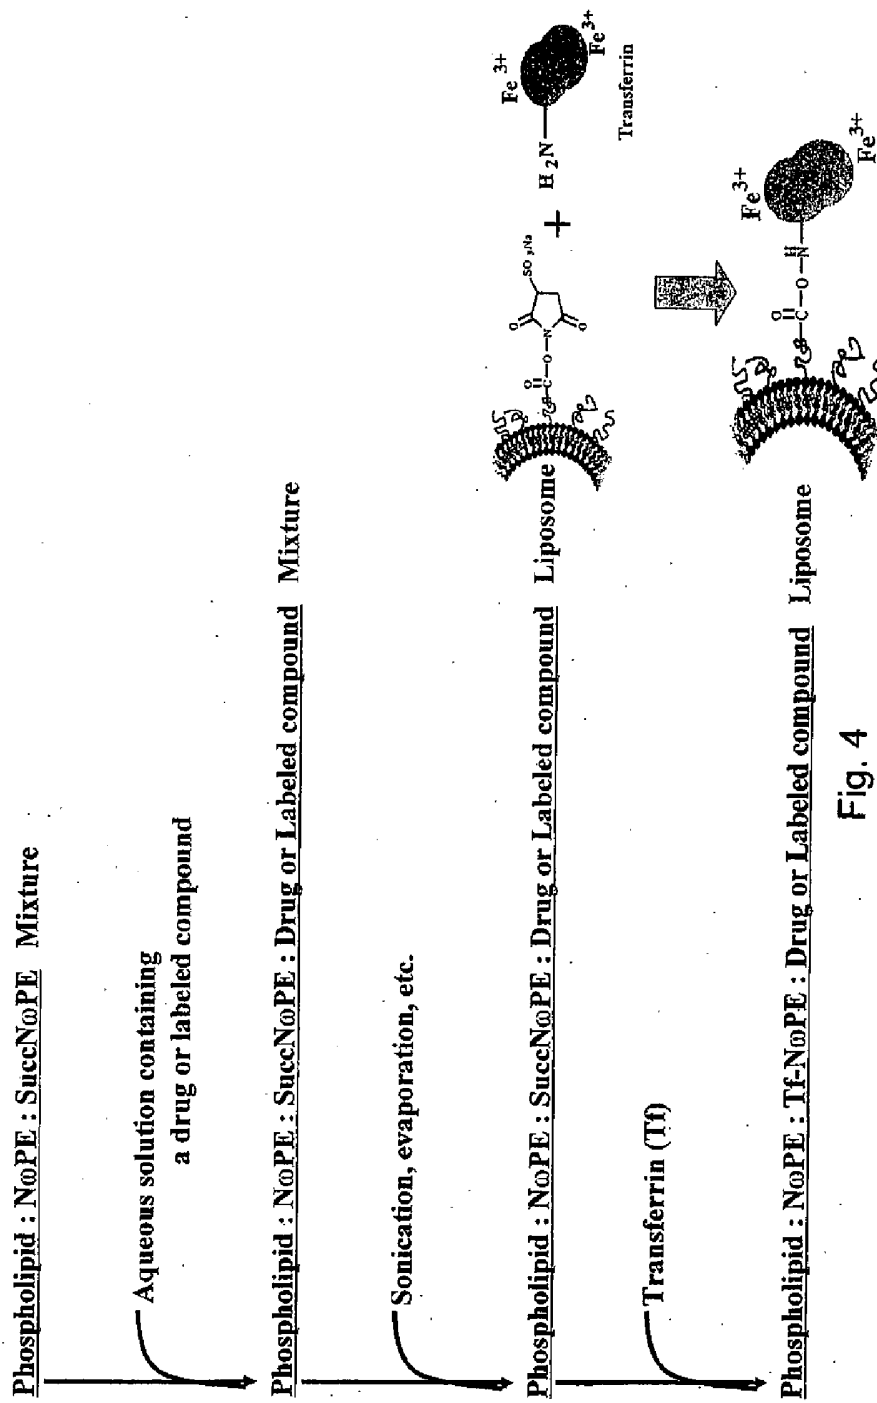 Phospholipid : NωPE : SuccNωPE Mixture
Aqueous solution containing
a drug or labeled compound
Phospholipid : NωPE : SuccNωPE : Drug or Labeled compound Mixture
Sonication, evaporation, etc.
Phospholipid : NωPE : SuccNωPE : Drug or Labeled compound Liposome
O
C
O
N
O
O
+
H2N
Fe3+
Fe3+
Transferrin
Transferrin (Tf)
Phospholipid : NωPE : Tf-NωPE : Drug or Labeled compound Liposome
O
C
O
N
H
Fe3+
Fe3+
Fig. 4